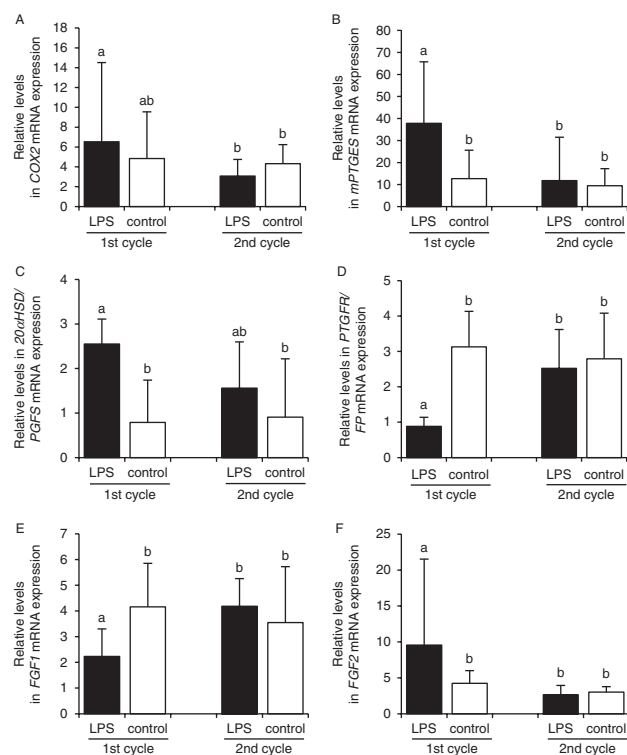 A
Relative levels
in COX2 mRNA expression
18
16
14
12
10
8
6
4
2
0
a
ab
b
b
LPS control LPS control
1st cycle 2nd cycle
B
Relative levels
in mPTGES mRNA expression
80
70
60
50
40
30
20
10
0
a
b
b
b
LPS control LPS control
1st cycle 2nd cycle
C
Relative levels in 20αHSD/
PGFS mRNA expression
4
3
2
1
0
a
b
ab
b
LPS control LPS control
1st cycle 2nd cycle
D
Relative levels in PTGFR/
FP mRNA expression
5
4
3
2
1
0
a
b
b
b
LPS control LPS control
1st cycle 2nd cycle
E
Relative levels
in FGF1 mRNA expression
7
6
5
4
3
2
1
0
a
b
b
b
LPS control LPS control
1st cycle 2nd cycle
F
Relative levels
in FGF2 mRNA expression
25
20
15
10
5
0
a
b
b
b
LPS control LPS control
1st cycle 2nd cycle